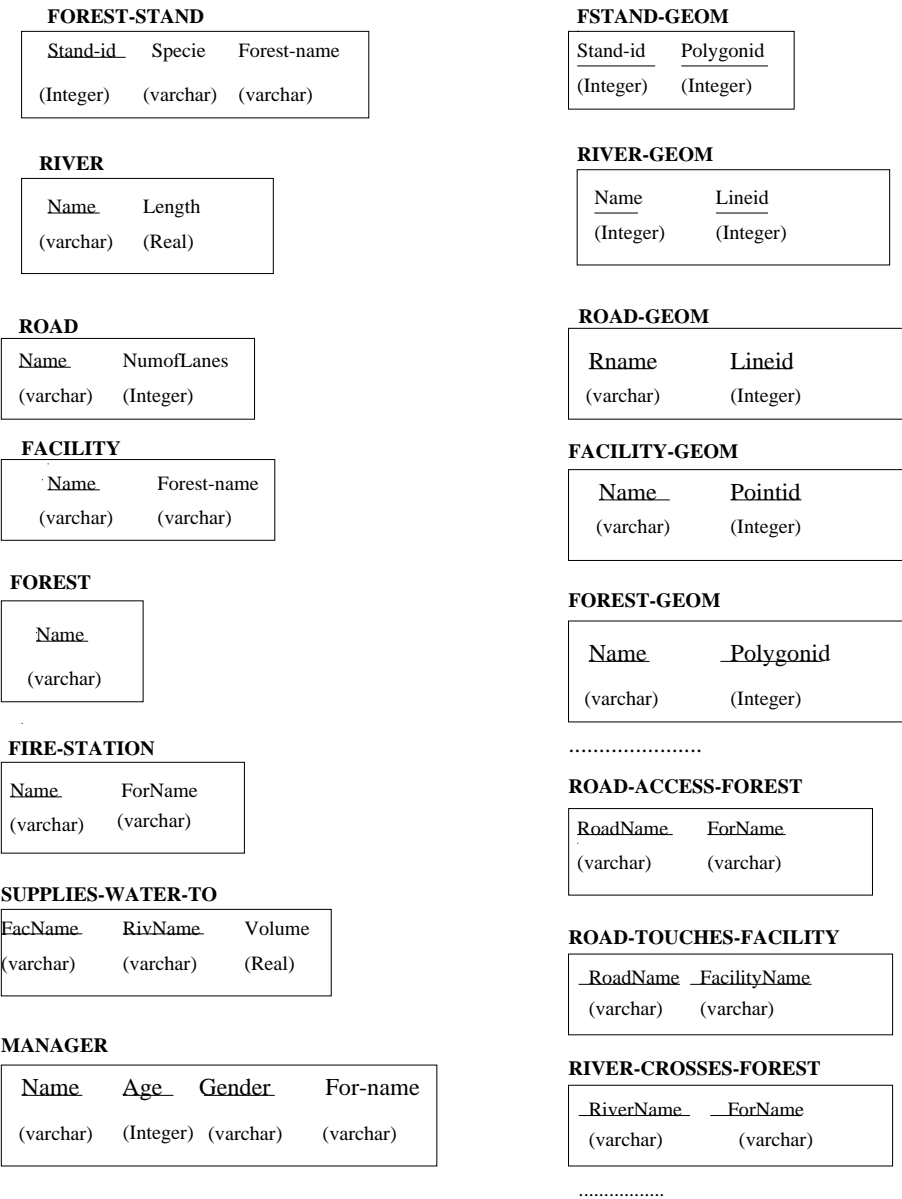 FOREST-STAND
Stand-id Specie Forest-name
(Integer) (varchar) (varchar)
RIVER
Name Length
(varchar) (Real)
ROAD
Name NumofLanes
(varchar) (Integer)
FACILITY
Name Forest-name
(varchar) (varchar)
FOREST
Name
(varchar)
FIRE-STATION
Name ForName
(varchar) (varchar)
SUPPLIES-WATER-TO
FacName RivName Volume
(varchar) (varchar) (Real)
MANAGER
Name Age Gender For-name
(varchar) (Integer) (varchar) (varchar)
FSTAND-GEOM
Stand-id Polygonid
(Integer) (Integer)
RIVER-GEOM
Name Lineid
(Integer) (Integer)
ROAD-GEOM
Rname Lineid
(varchar) (Integer)
FACILITY-GEOM
Name Pointid
(varchar) (Integer)
FOREST-GEOM
Name Polygonid
(varchar) (Integer)
......................
ROAD-ACCESS-FOREST
RoadName ForName
(varchar) (varchar)
ROAD-TOUCHES-FACILITY
RoadName FacilityName
(varchar) (varchar)
RIVER-CROSSES-FOREST
RiverName ForName
(varchar) (varchar)
.................